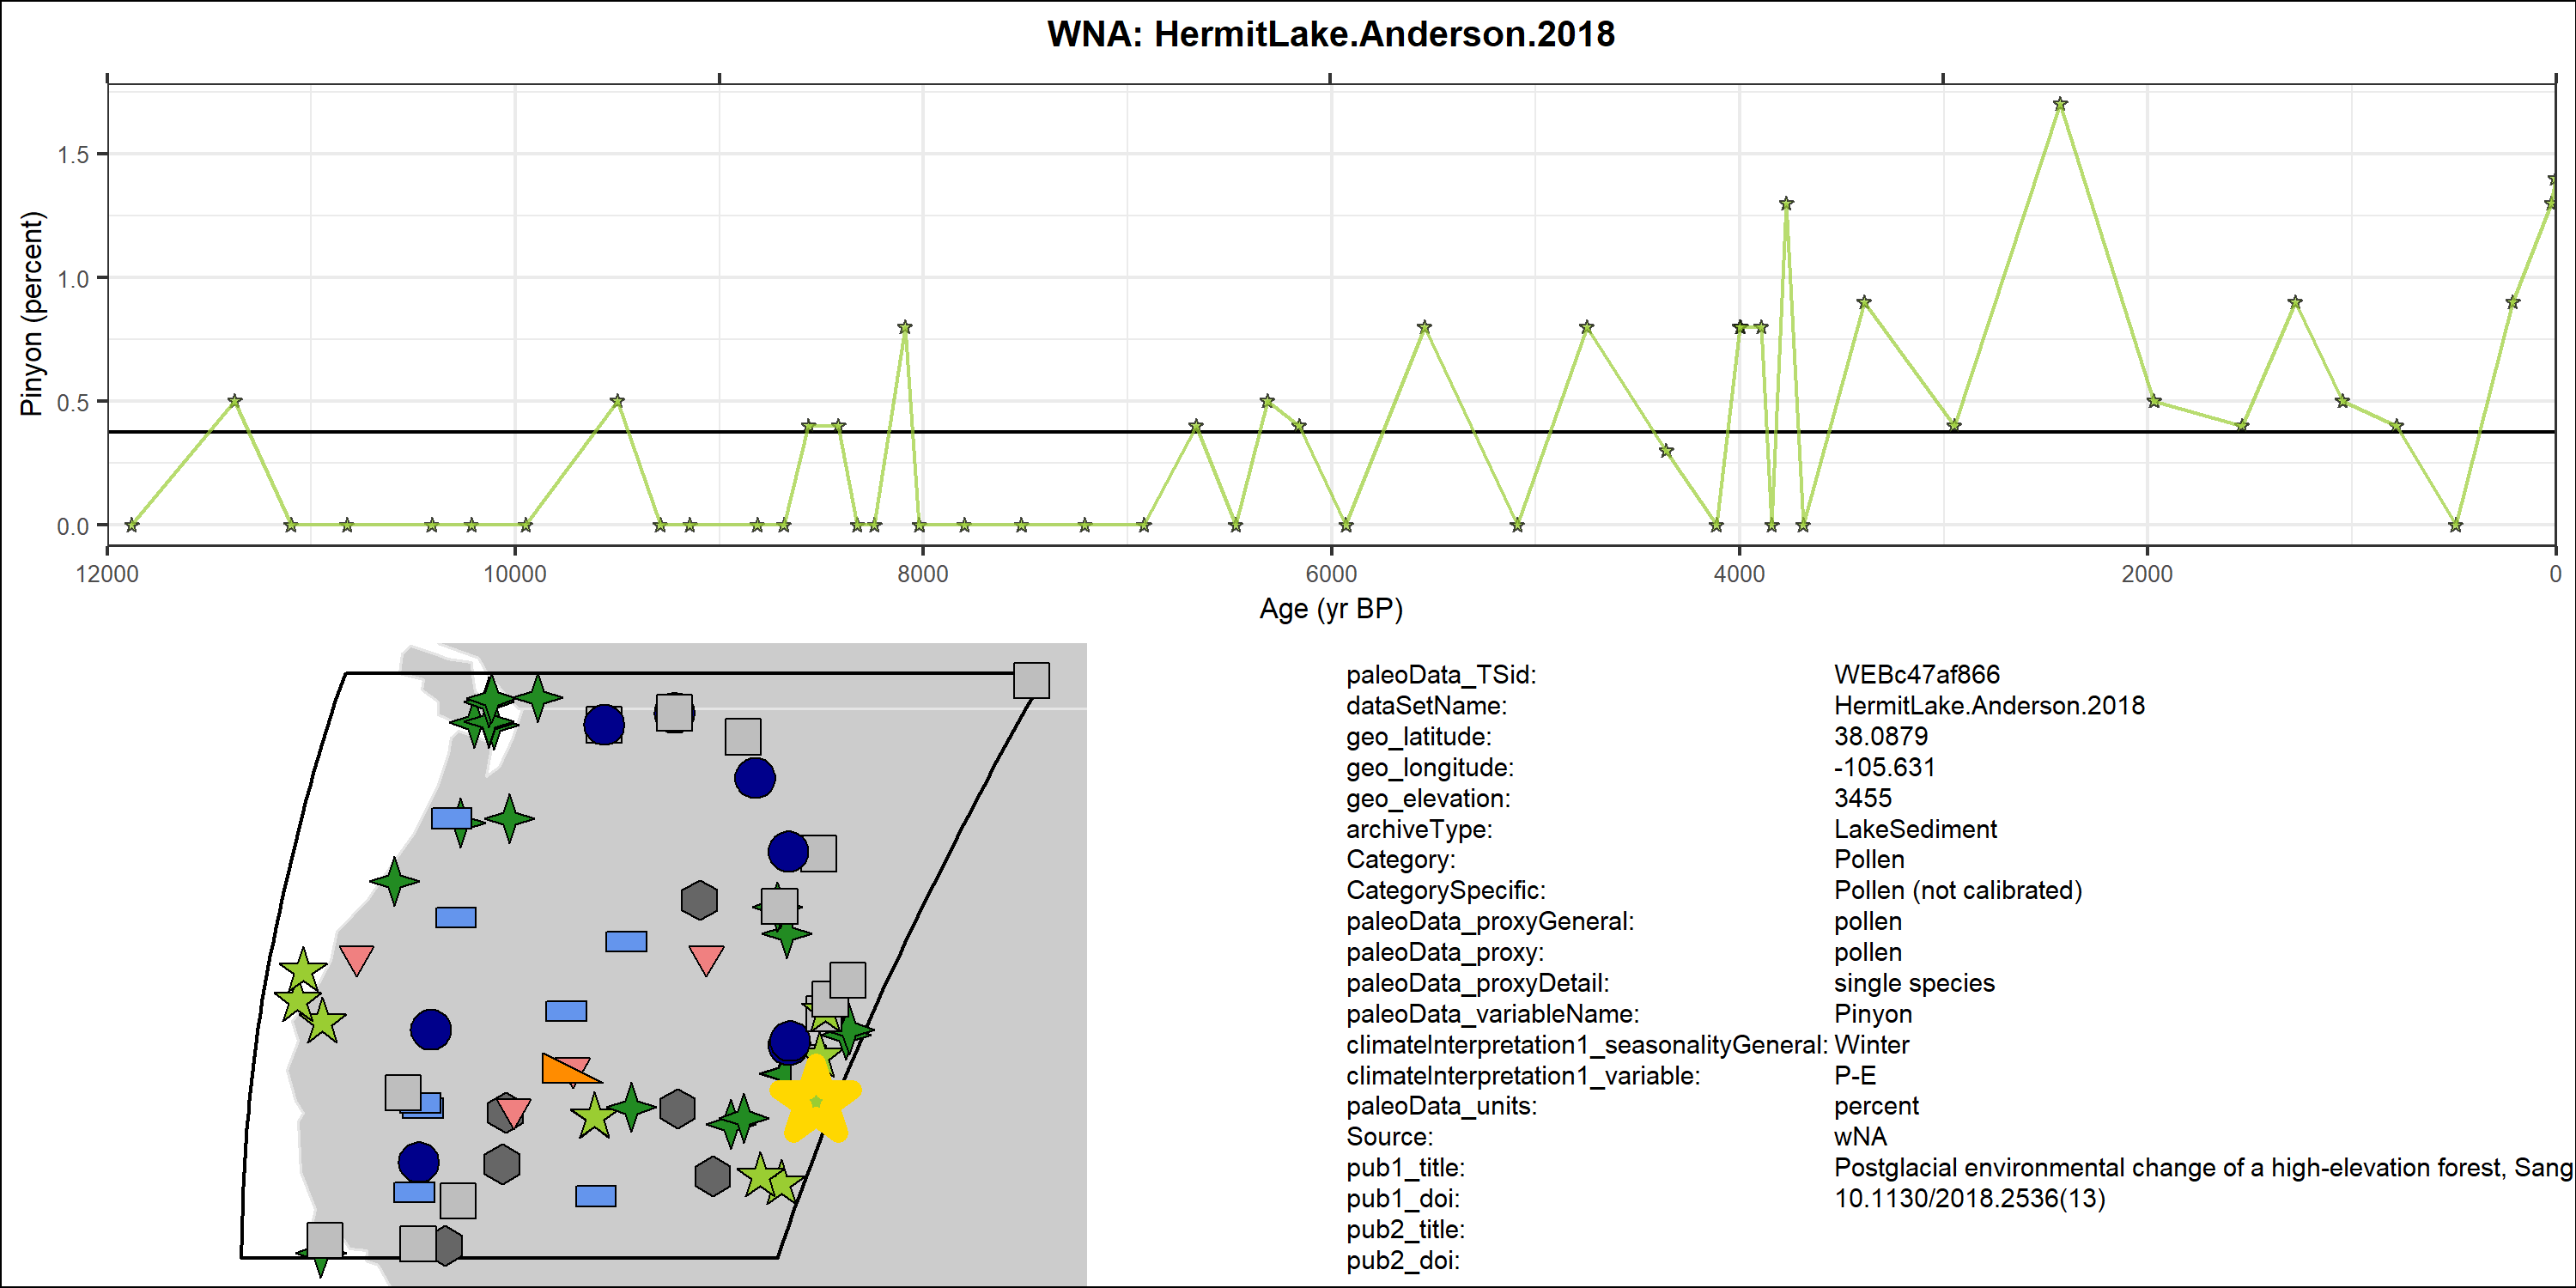 WNA: HermitLake.Anderson.2018
1.5
1.0
0.5
0.0
Pinyon (percent)
12000 10000 8000 6000 4000 2000 0
Age (yr BP)
paleoData_TSid: WEBc47af866
dataSetName: HermitLake.Anderson.2018
geo_latitude: 38.0879
geo_longitude: -105.631
geo_elevation: 3455
archiveType: LakeSediment
Category: Pollen
CategorySpecific: Pollen (not calibrated)
paleoData_proxyGeneral: pollen
paleoData_proxy: pollen
paleoData_proxyDetail: single species
paleoData_variableName: Pinyon
climateInterpretation1_seasonalityGeneral: Winter
climateInterpretation1_variable: P-E
paleoData_units: percent
Source: wNA
pub1_title: Postglacial environmental change of a high-elevation forest, Sang
pub1_doi: 10.1130/2018.2536(13)
pub2_title:
pub2_doi: